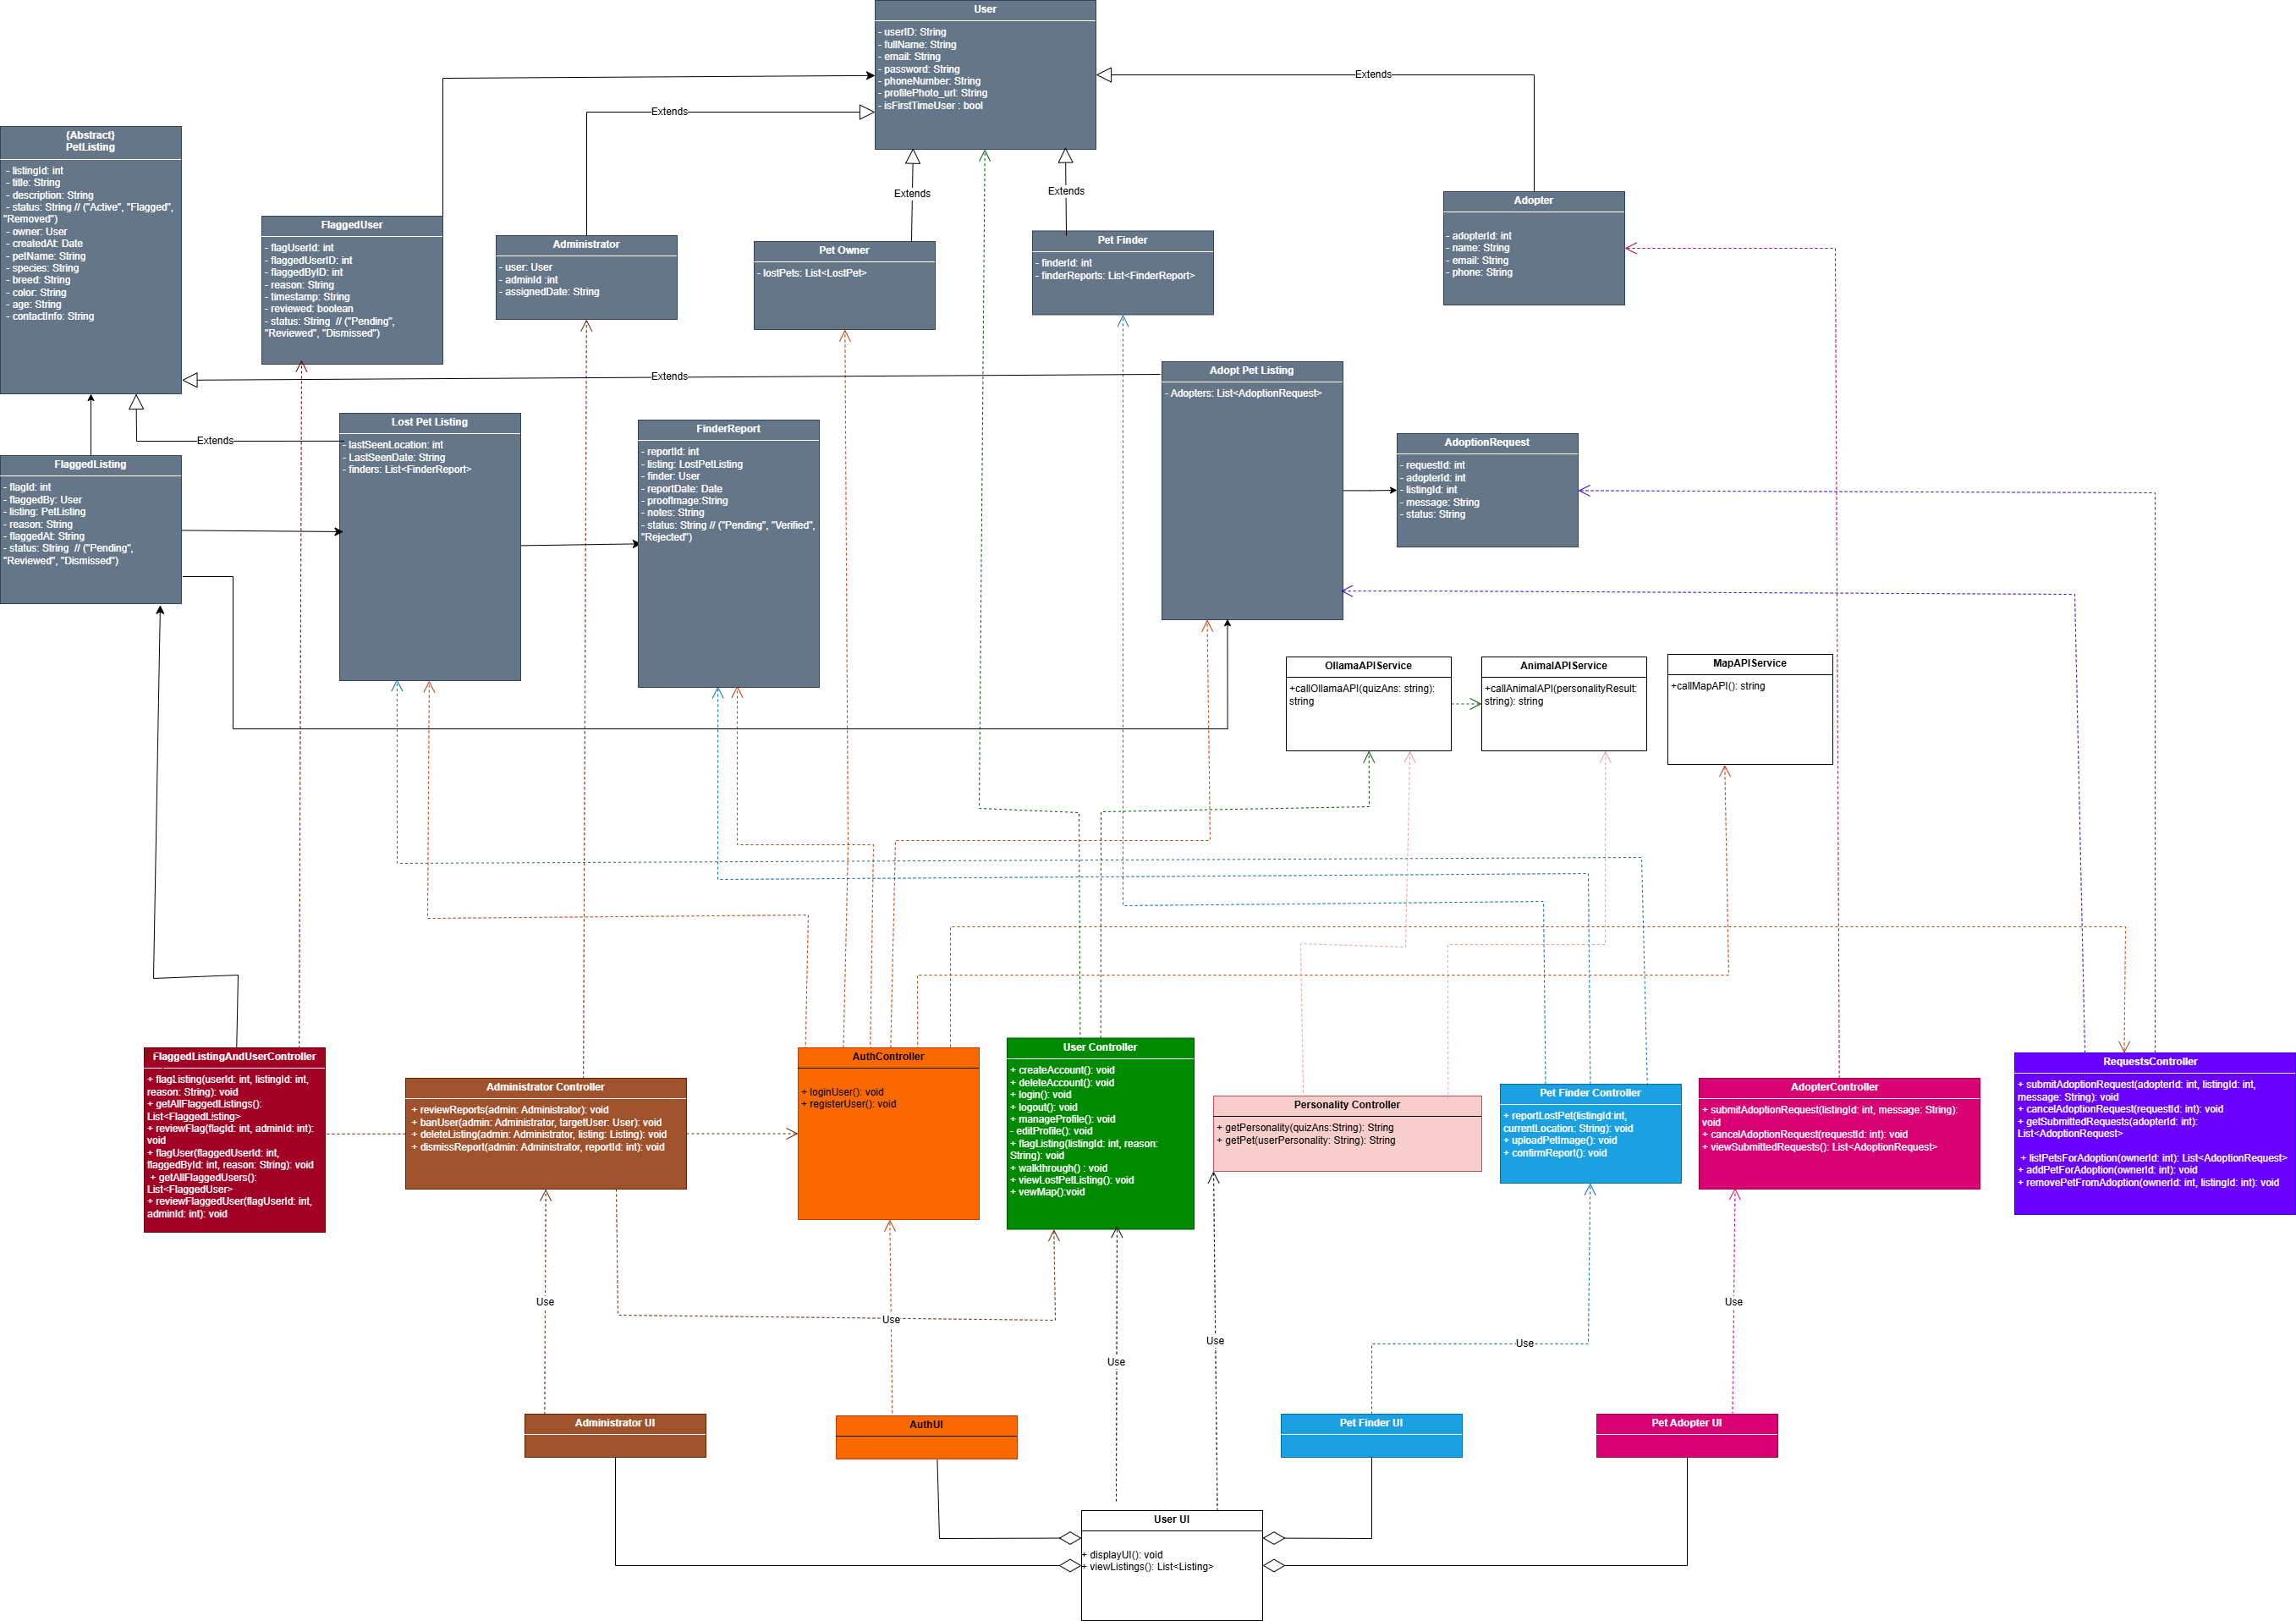 User
- userID: String
- fullName: String
- email: String
- password: String
- phoneNumber: String
- profilePhoto_url: String
- isFirstTimeUser : bool
Extends
Extends
Extends
Extends
{Abstract}
PetListing
- listingId: int
- title: String
- description: String
- status: String // ("Active", "Flagged",
"Removed")
- owner: User
- createdAt: Date
- petName: String
- species: String
- breed: String
- color: String
- age: String
- contactInfo: String
FlaggedUser
- flagUserId: int
- flaggedUserID: int
- flaggedByID: int
- reason: String
- timestamp: String
- reviewed: boolean
- status: String  // ("Pending",
"Reviewed", "Dismissed")
Administrator
- user: User
- adminId :int
- assignedDate: String
Pet Owner
- lostPets: List<LostPet>
Pet Finder
- finderId: int
- finderReports: List<FinderReport>
Adopter
- adopterId: int
- name: String
- email: String
- phone: String
Extends
Extends
Lost Pet Listing
- lastSeenLocation: int
- LastSeenDate: String
- finders: List<FinderReport>
FinderReport
- reportId: int
- listing: LostPetListing
- finder: User
- reportDate: Date
- proofImage:String
- notes: String
- status: String // ("Pending", "Verified",
"Rejected")
Adopt Pet Listing
- Adopters: List<AdoptionRequest>
AdoptionRequest
- requestId: int
- adopterId: int
- listingId: int
- message: String
- status: String
FlaggedListing
- flagId: int
- flaggedBy: User
- listing: PetListing
- reason: String
- flaggedAt: String
- status: String  // ("Pending",
"Reviewed", "Dismissed")
OllamaAPIService
+callOllamaAPI(quizAns: string):
string
AnimalAPIService
+callAnimalAPI(personalityResult:
string): string
MapAPIService
+callMapAPI(): string
FlaggedListingAndUserController
+ flagListing(userId: int, listingId: int,
reason: String): void
+ getAllFlaggedListings():
List<FlaggedListing>
+ reviewFlag(flagId: int, adminId: int):
void
+ flagUser(flaggedUserId: int,
flaggedById: int, reason: String): void
+ getAllFlaggedUsers():
List<FlaggedUser>
+ reviewFlaggedUser(flagUserId: int,
adminId: int): void
Administrator Controller
+ reviewReports(admin: Administrator): void
+ banUser(admin: Administrator, targetUser: User): void
+ deleteListing(admin: Administrator, listing: Listing): void
+ dismissReport(admin: Administrator, reportId: int): void
AuthController
+ loginUser(): void
+ registerUser(): void
User Controller
+ createAccount(): void
+ deleteAccount(): void
+ login(): void
+ logout(): void
+ manageProfile(): void
- editProfile(): void
+ flagListing(listingId: int, reason:
String): void
+ walkthrough() : void
+ viewLostPetListing(): void
+ vewMap():void
Personality Controller
+ getPersonality(quizAns:String): String
+ getPet(userPersonality: String): String
Pet Finder Controller
+ reportLostPet(listingId:int,
currentLocation: String): void
+ uploadPetImage(): void
+ confirmReport(): void
AdopterController
+ submitAdoptionRequest(listingId: int, message: String):
void
+ cancelAdoptionRequest(requestId: int): void
+ viewSubmittedRequests(): List<AdoptionRequest>
RequestsController
+ submitAdoptionRequest(adopterId: int, listingId: int,
message: String): void
+ cancelAdoptionRequest(requestId: int): void
+ getSubmittedRequests(adopterId: int):
List<AdoptionRequest>
+ listPetsForAdoption(ownerId: int): List<AdoptionRequest>
+ addPetForAdoption(ownerId: int): void
+ removePetFromAdoption(ownerId: int, listingId: int): void
Use
Use
Use
Use
Use
Use
Administrator UI
AuthUI
Pet Finder UI
Pet Adopter UI
User UI
+ displayUI(): void
+ viewListings(): List<Listing>